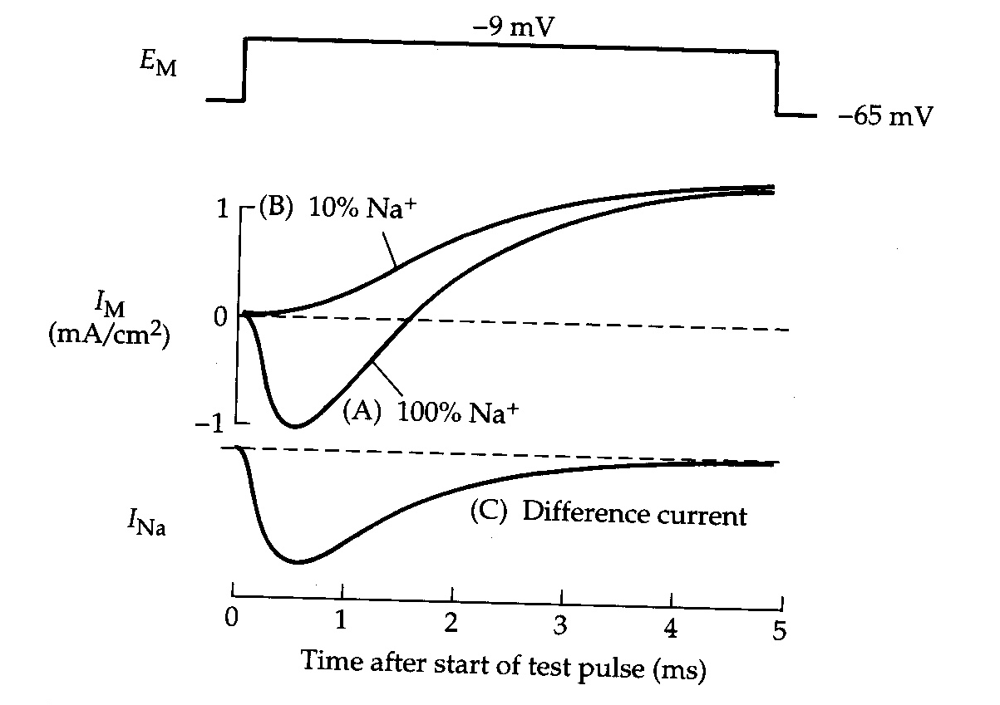 −9 mV
E_M
−65 mV
1
(B) 10% Na⁺
I_M
(mA/cm²)
0
(A) 100% Na⁺
−1
I_Na
(C) Difference current
0 1 2 3 4 5
Time after start of test pulse (ms)